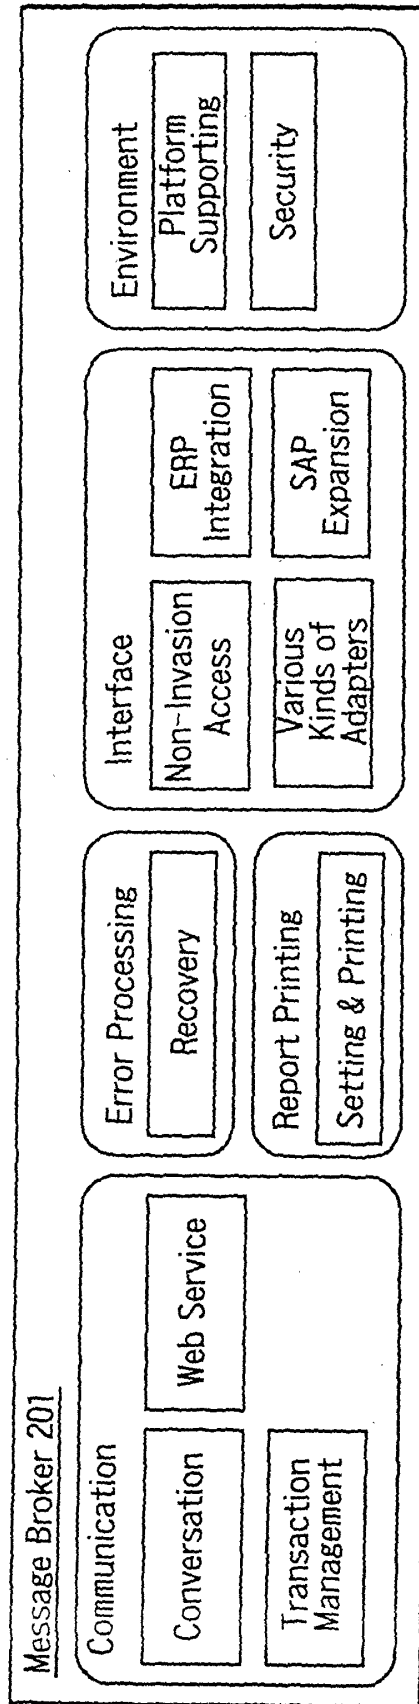 Message Broker 201
Communication
Conversation
Web Service
Transaction
Management
Error Processing
Recovery
Report Printing
Setting & Printing
Interface
Non-Invasion
Access
ERP
Integration
Various
Kinds of
Adapters
SAP
Expansion
Environment
Platform
Supporting
Security